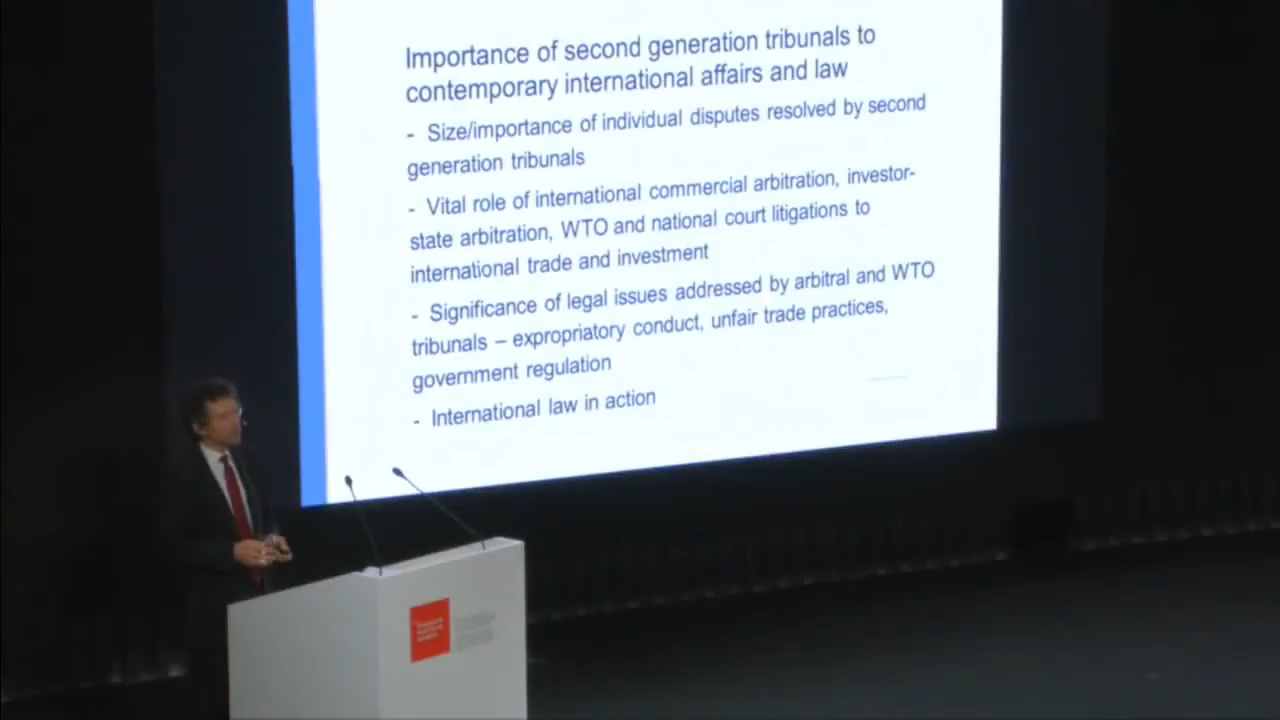 Importance of second generation tribunals to
contemporary international affairs and law
- Size/importance of individual disputes resolved by second
generation tribunals
- Vital role of international commercial arbitration, investor-
state arbitration, WTO and national court litigations to
international trade and investment
- Significance of legal issues addressed by arbitral and WTO
tribunals – expropriatory conduct, unfair trade practices,
government regulation
- International law in action